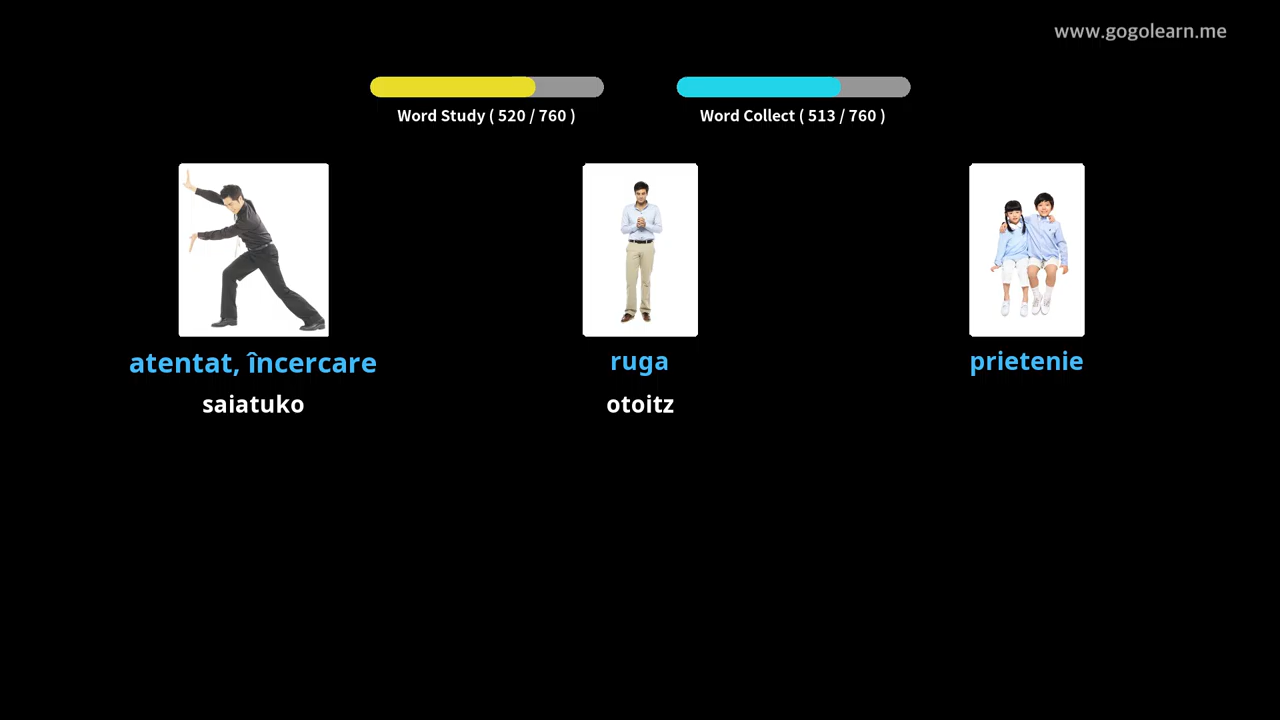 www.gogolearn.me
Word Study ( 520 / 760 )
Word Collect ( 513 / 760 )
atentat, încercare
ruga
prietenie
saiatuko
otoitz